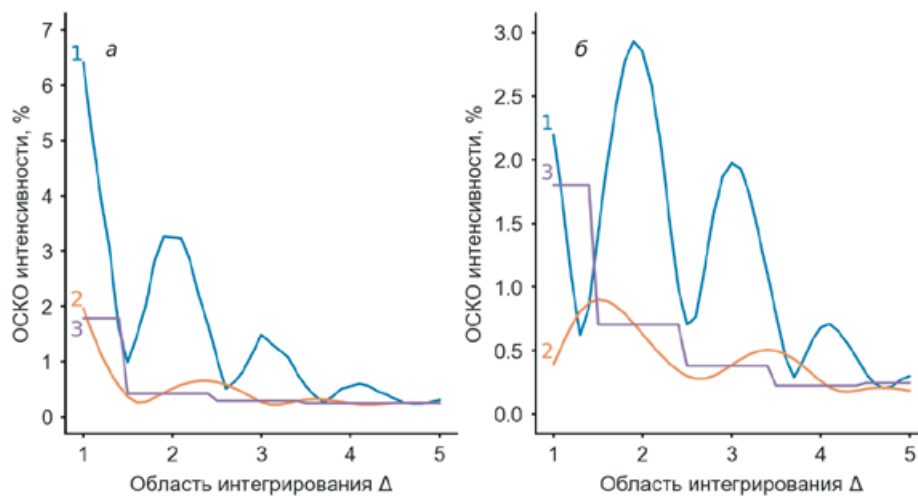 а
ОСКО интенсивности, %
7
6
5
4
3
2
1
0
1
2
3
1 2 3 4 5
Область интегрирования Δ
б
ОСКО интенсивности, %
3.0
2.5
2.0
1.5
1.0
0.5
0.0
1
3
2
1 2 3 4 5
Область интегрирования Δ